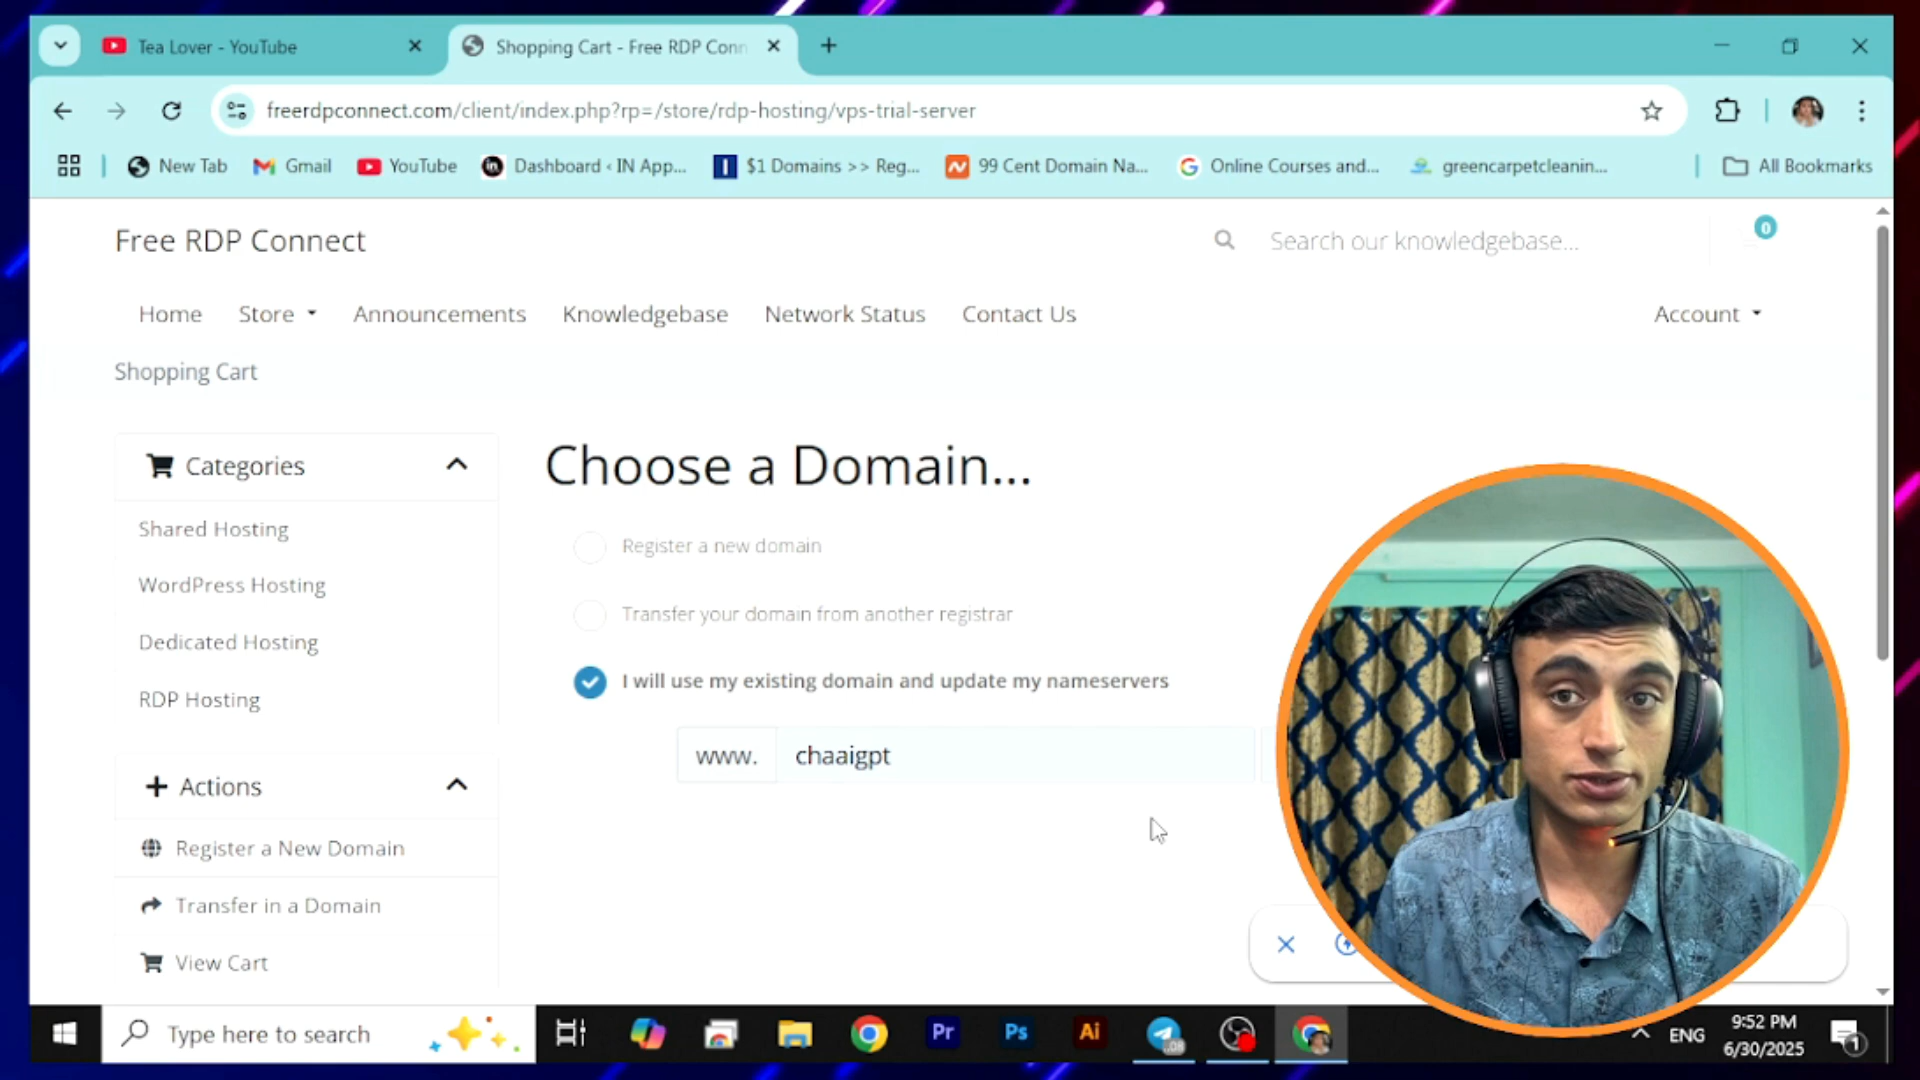 Tea Lover - YouTube
Shopping Cart - Free RDP Conn
freerdpconnect.com/client/index.php?rp=/store/rdp-hosting/vps-trial-server
New Tab
Gmail
YouTube
Dashboard ‹ IN App...
$1 Domains >> Reg...
99 Cent Domain Na...
Online Courses and...
greencarpetcleanin...
All Bookmarks
Free RDP Connect
Search our knowledgebase...
0
Home
Store
Announcements
Knowledgebase
Network Status
Contact Us
Account
Shopping Cart
Categories
Shared Hosting
WordPress Hosting
Dedicated Hosting
RDP Hosting
Actions
Register a New Domain
Transfer in a Domain
View Cart
Choose a Domain...
Register a new domain
Transfer your domain from another registrar
I will use my existing domain and update my nameservers
www.
chaaigpt
Type here to search
Pr
Ps
Ai
ENG
9:52 PM
6/30/2025
1